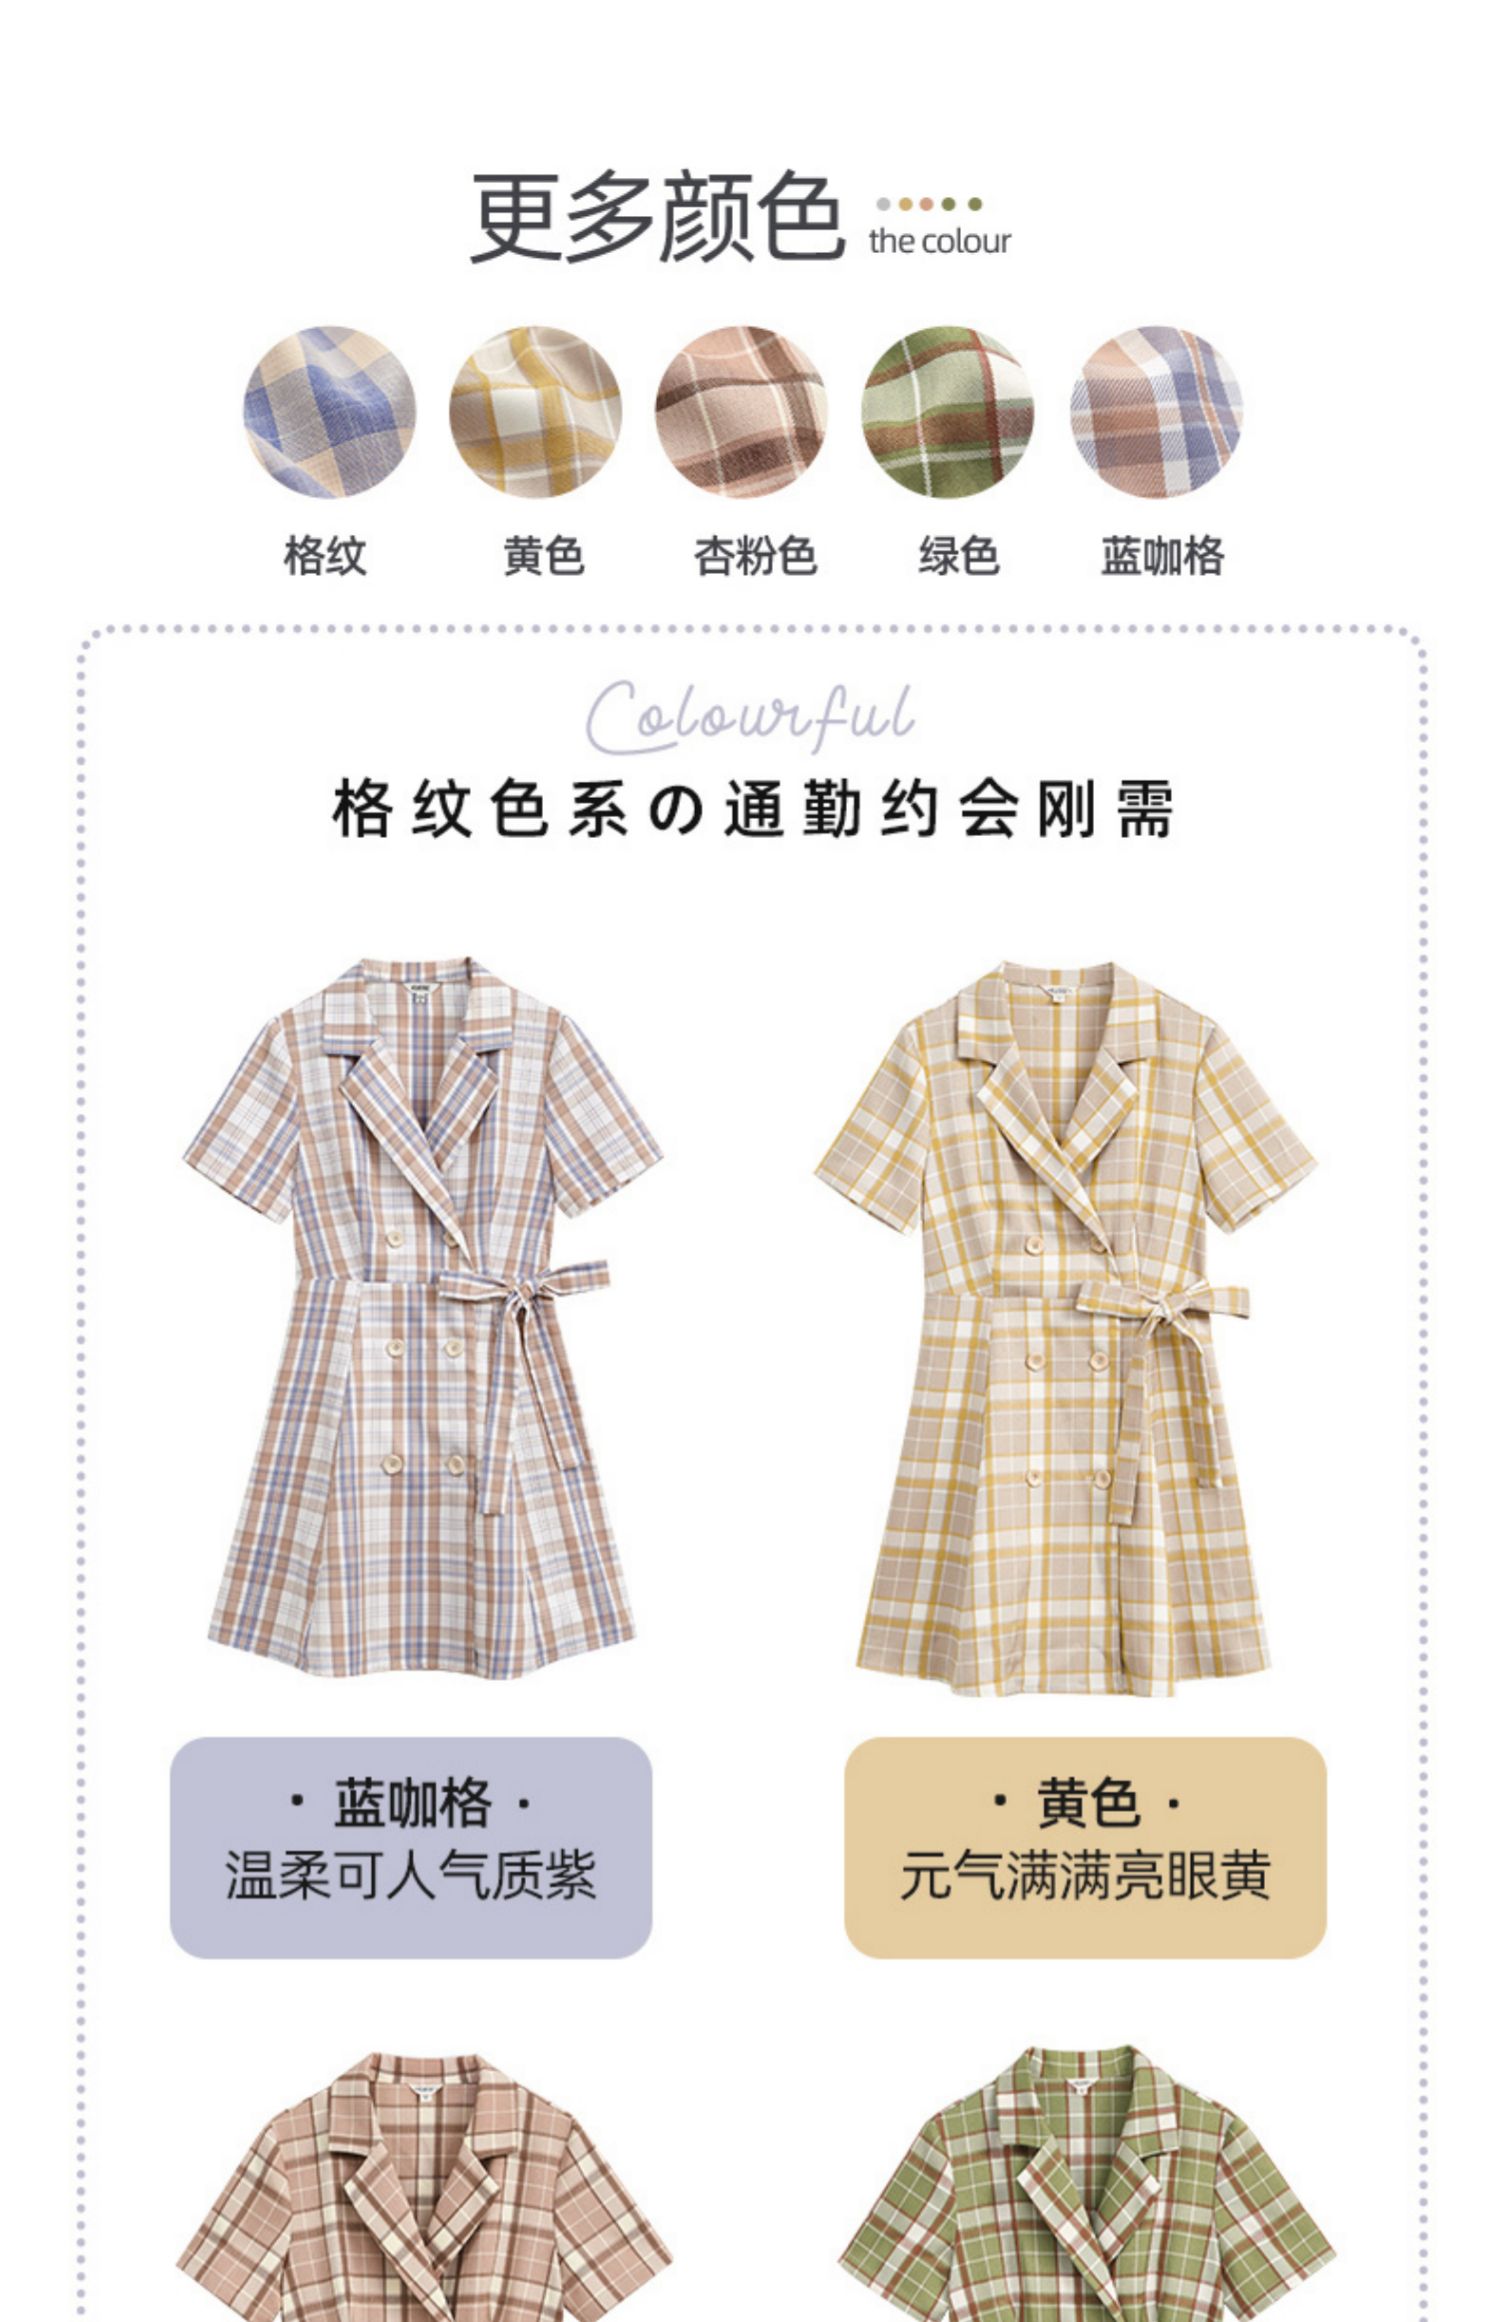 更多颜色
the colour
格纹 黄色 杏粉色 绿色 蓝咖格
Colourful
格纹色系の通勤约会刚需
· 蓝咖格 ·
温柔可人气质紫
· 黄色 ·
元气满满亮眼黄